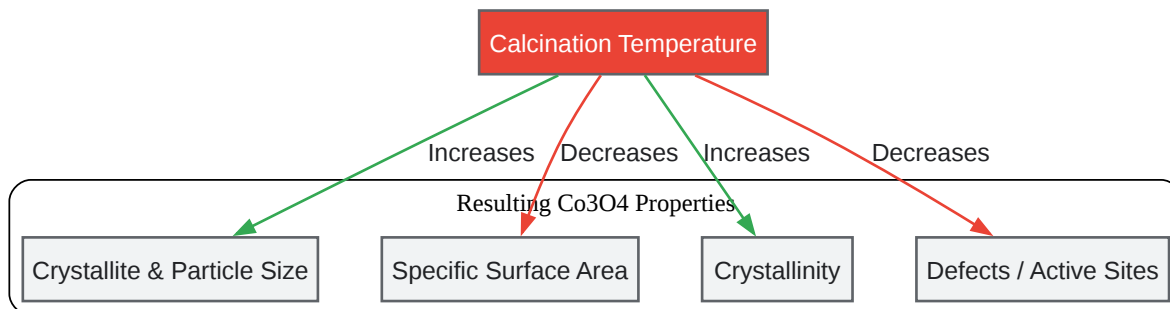 Calcination Temperature
Increases
Decreases
Increases
Decreases
Resulting Co3O4 Properties
Crystallite & Particle Size
Specific Surface Area
Crystallinity
Defects / Active Sites